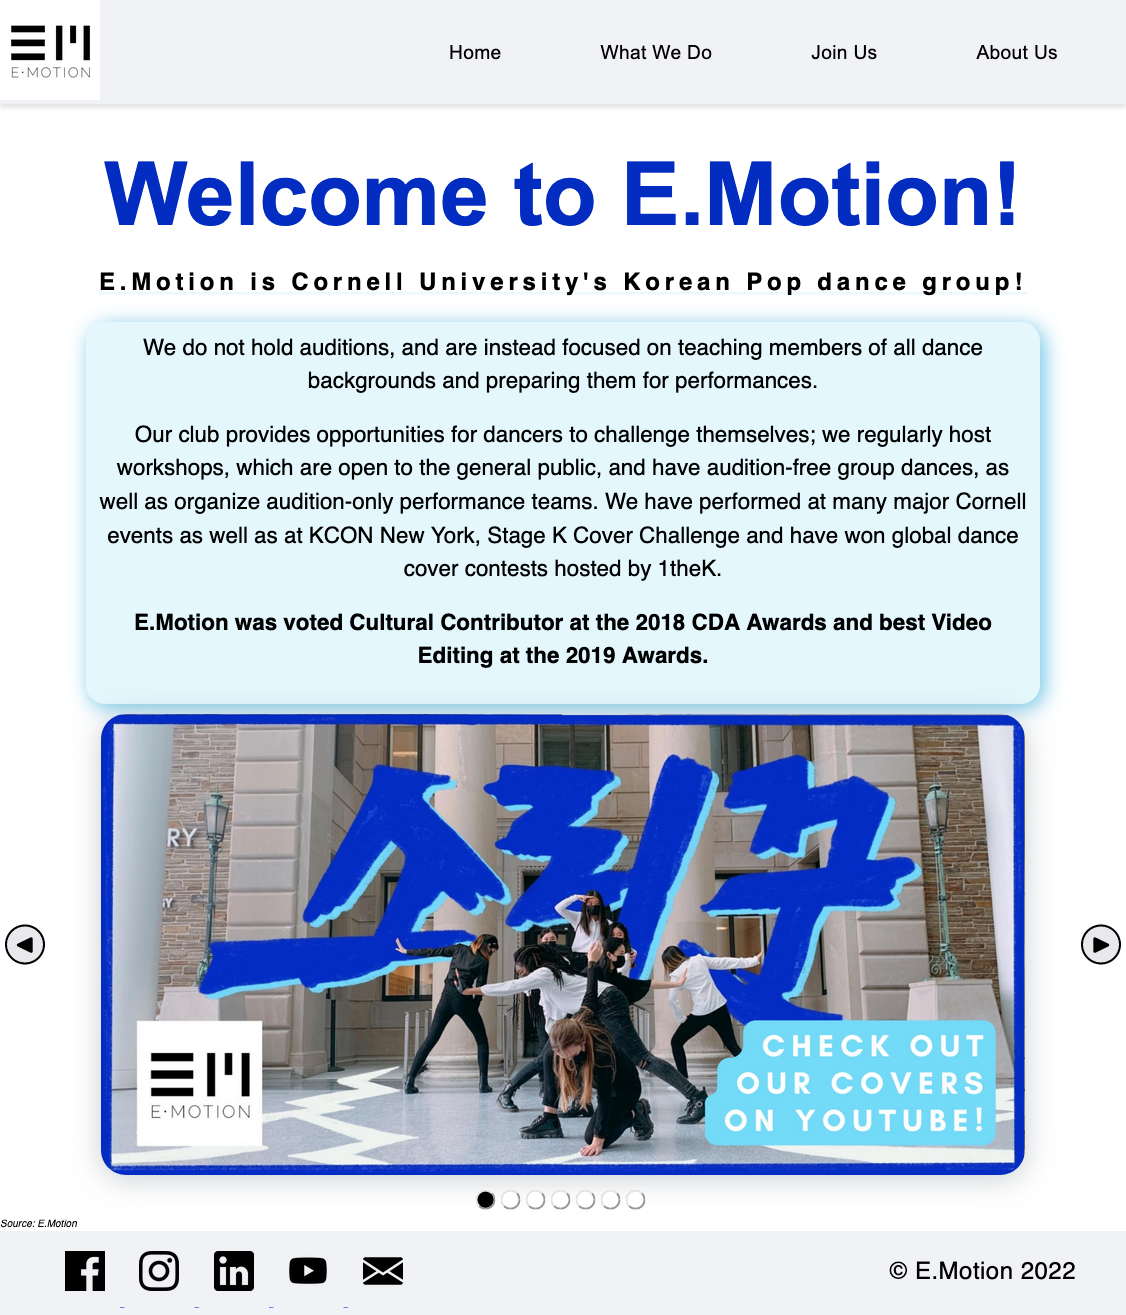 E·MOTION
Home
What We Do
Join Us
About Us
Welcome to E.Motion!
E.Motion is Cornell University's Korean Pop dance group!
We do not hold auditions, and are instead focused on teaching members of all dance
backgrounds and preparing them for performances.
Our club provides opportunities for dancers to challenge themselves; we regularly host
workshops, which are open to the general public, and have audition-free group dances, as
well as organize audition-only performance teams. We have performed at many major Cornell
events as well as at KCON New York, Stage K Cover Challenge and have won global dance
cover contests hosted by 1theK.
E.Motion was voted Cultural Contributor at the 2018 CDA Awards and best Video
Editing at the 2019 Awards.
소리꾼
RY
RY
E·MOTION
CHECK OUT
OUR COVERS
ON YOUTUBE!
Source: E.Motion
© E.Motion 2022